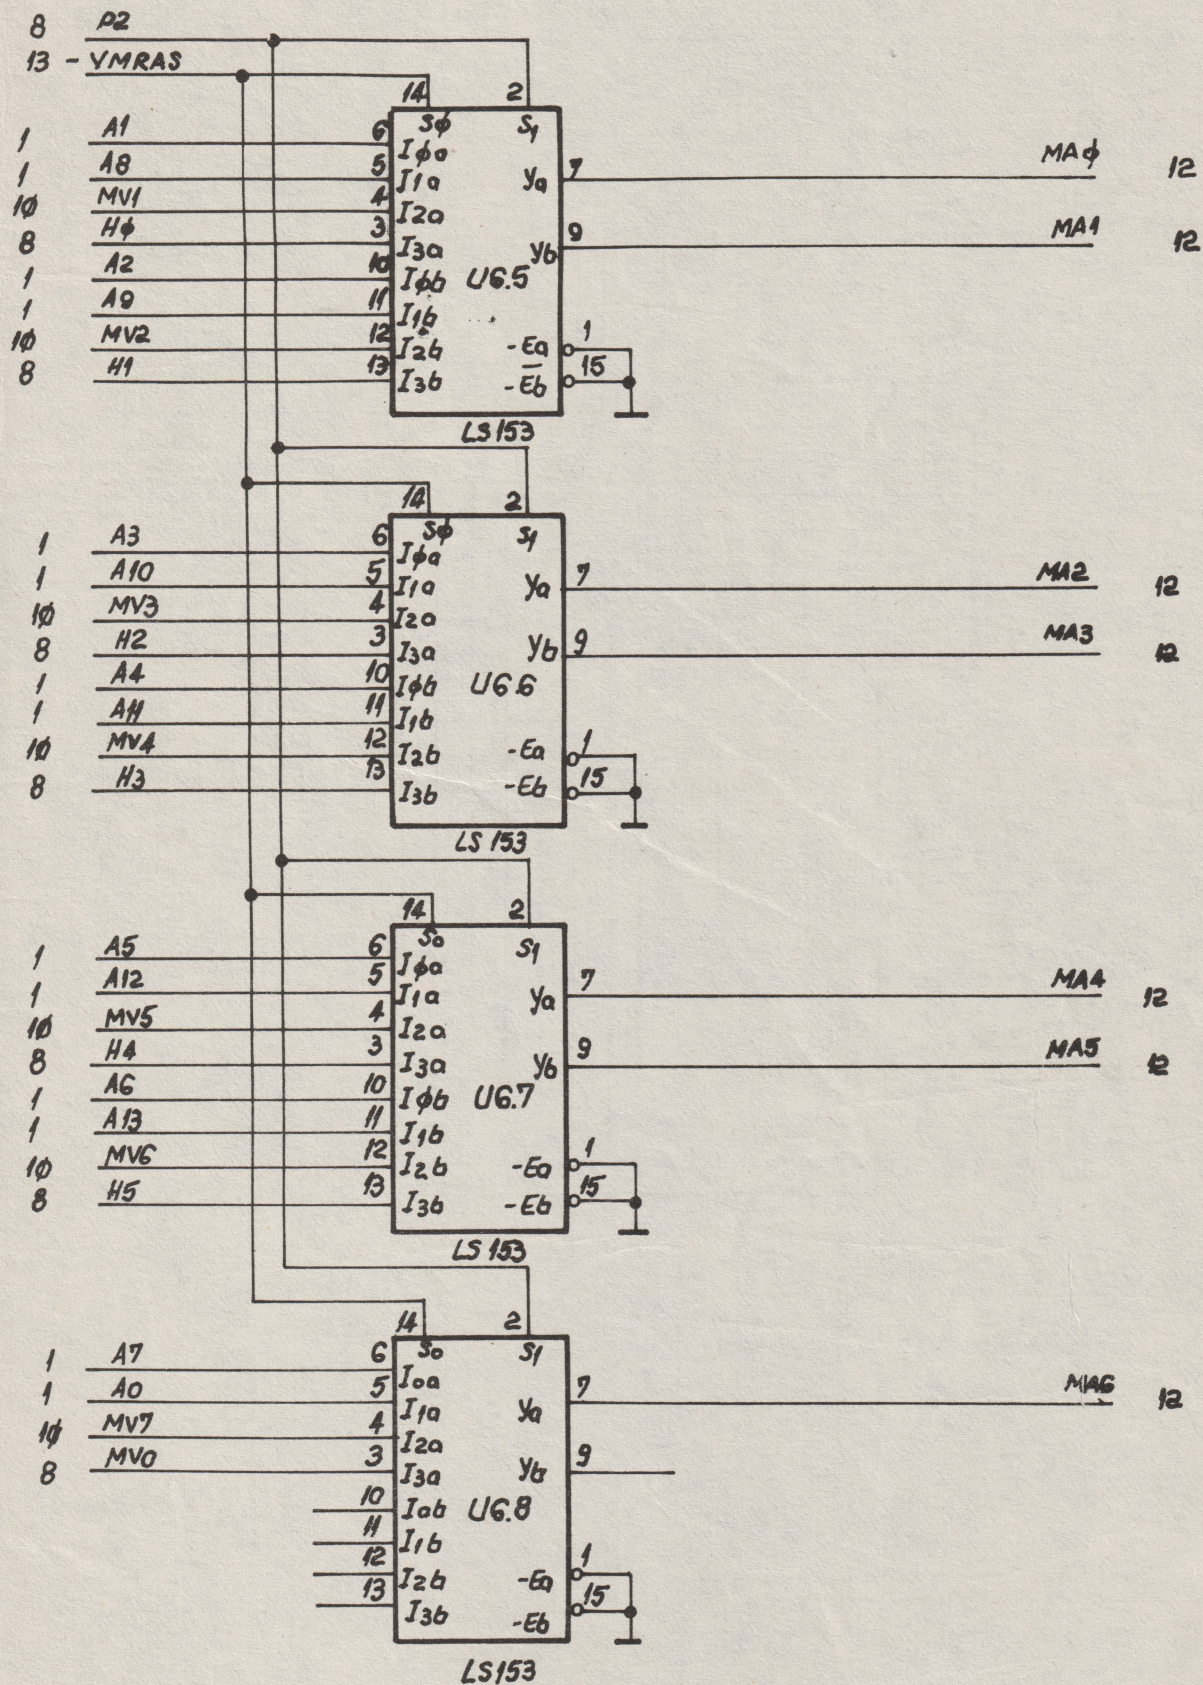 8 P2
13 - VMRAS
14 2
Sφ S1
1 A1 6 Iφa
1 A8 5 I1a Ya 7 MAφ 12
1φ MV1 4 I2a
8 Hφ 3 I3a Yb 9 MA1 12
1 A2 10 Iφb U6.5
1 A9 11 I1b
1φ MV2 12 I2b -Ea 1
8 H1 13 I3b -Eb 15
LS153
14 2
Sφ S1
1 A3 6 Iφa
1 A10 5 I1a Ya 7 MA2 12
1φ MV3 4 I2a
8 H2 3 I3a Yb 9 MA3 12
1 A4 10 Iφb U6.6
1 A11 11 I1b
1φ MV4 12 I2b -Ea 1
8 H3 13 I3b -Eb 15
LS 153
14 2
So S1
1 A5 6 Iφa
1 A12 5 I1a Ya 7 MA4 12
1φ MV5 4 I2a
8 H4 3 I3a Yb 9 MA5 12
1 A6 10 Iφb U6.7
1 A13 11 I1b
1φ MV6 12 I2b -Ea 1
8 H5 13 I3b -Eb 15
LS 153
14 2
So S1
1 A7 6 Ioa
1 A0 5 I1a Ya 7 MA6 12
1φ MV7 4 I2a
8 MV0 3 I3a Yb 9
10 Iob U6.8
11 I1b
12 I2b -Ea 1
13 I3b -Eb 15
LS153